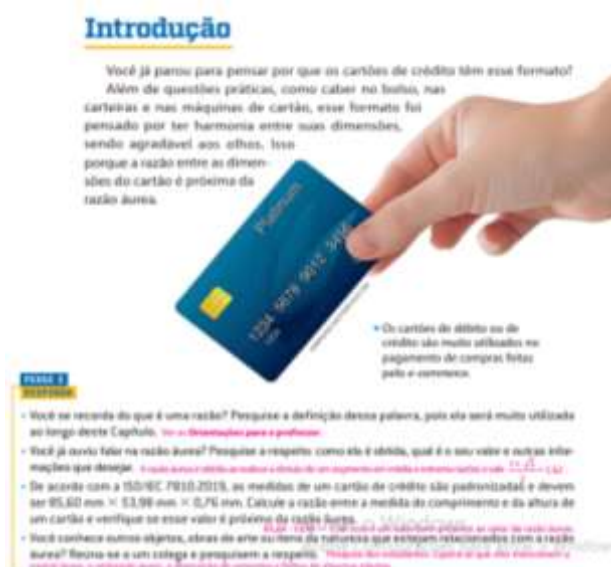 Introdução
Você já parou para pensar por que os cartões de crédito têm esse formato?
Além de questões práticas, como caber no bolso, nas
carteiras e nas máquinas de cartão, esse formato foi
pensado por ter harmonia entre suas dimensões,
sendo agradável aos olhos. Isso
porque a razão entre as dimen-
sões do cartão é próxima da
razão áurea.
Platinum
1234 5678 9012 3456
• Os cartões de débito ou de
crédito são muito utilizados no
pagamento de compras feitas
pelo e-commerce.
PENSE E
RESPONDA
• Você se recorda do que é uma razão? Pesquise a definição dessa palavra, pois ela será muito utilizada
ao longo deste Capítulo. Ver as Orientações para o professor.
• Você já ouviu falar na razão áurea? Pesquise a respeito: como ela é obtida, qual é o seu valor e outras infor-
mações que desejar.
• De acordo com a ISO/IEC 7810:2019, as medidas de um cartão de crédito são padronizadas e devem
ser 85,60 mm × 53,98 mm × 0,76 mm. Calcule a razão entre a medida do comprimento e da altura de
um cartão e verifique se esse valor é próximo da razão áurea.
• Você conhece outros objetos, obras de arte ou itens da natureza que estejam relacionados com a razão
áurea? Reúna-se a um colega e pesquisem a respeito.